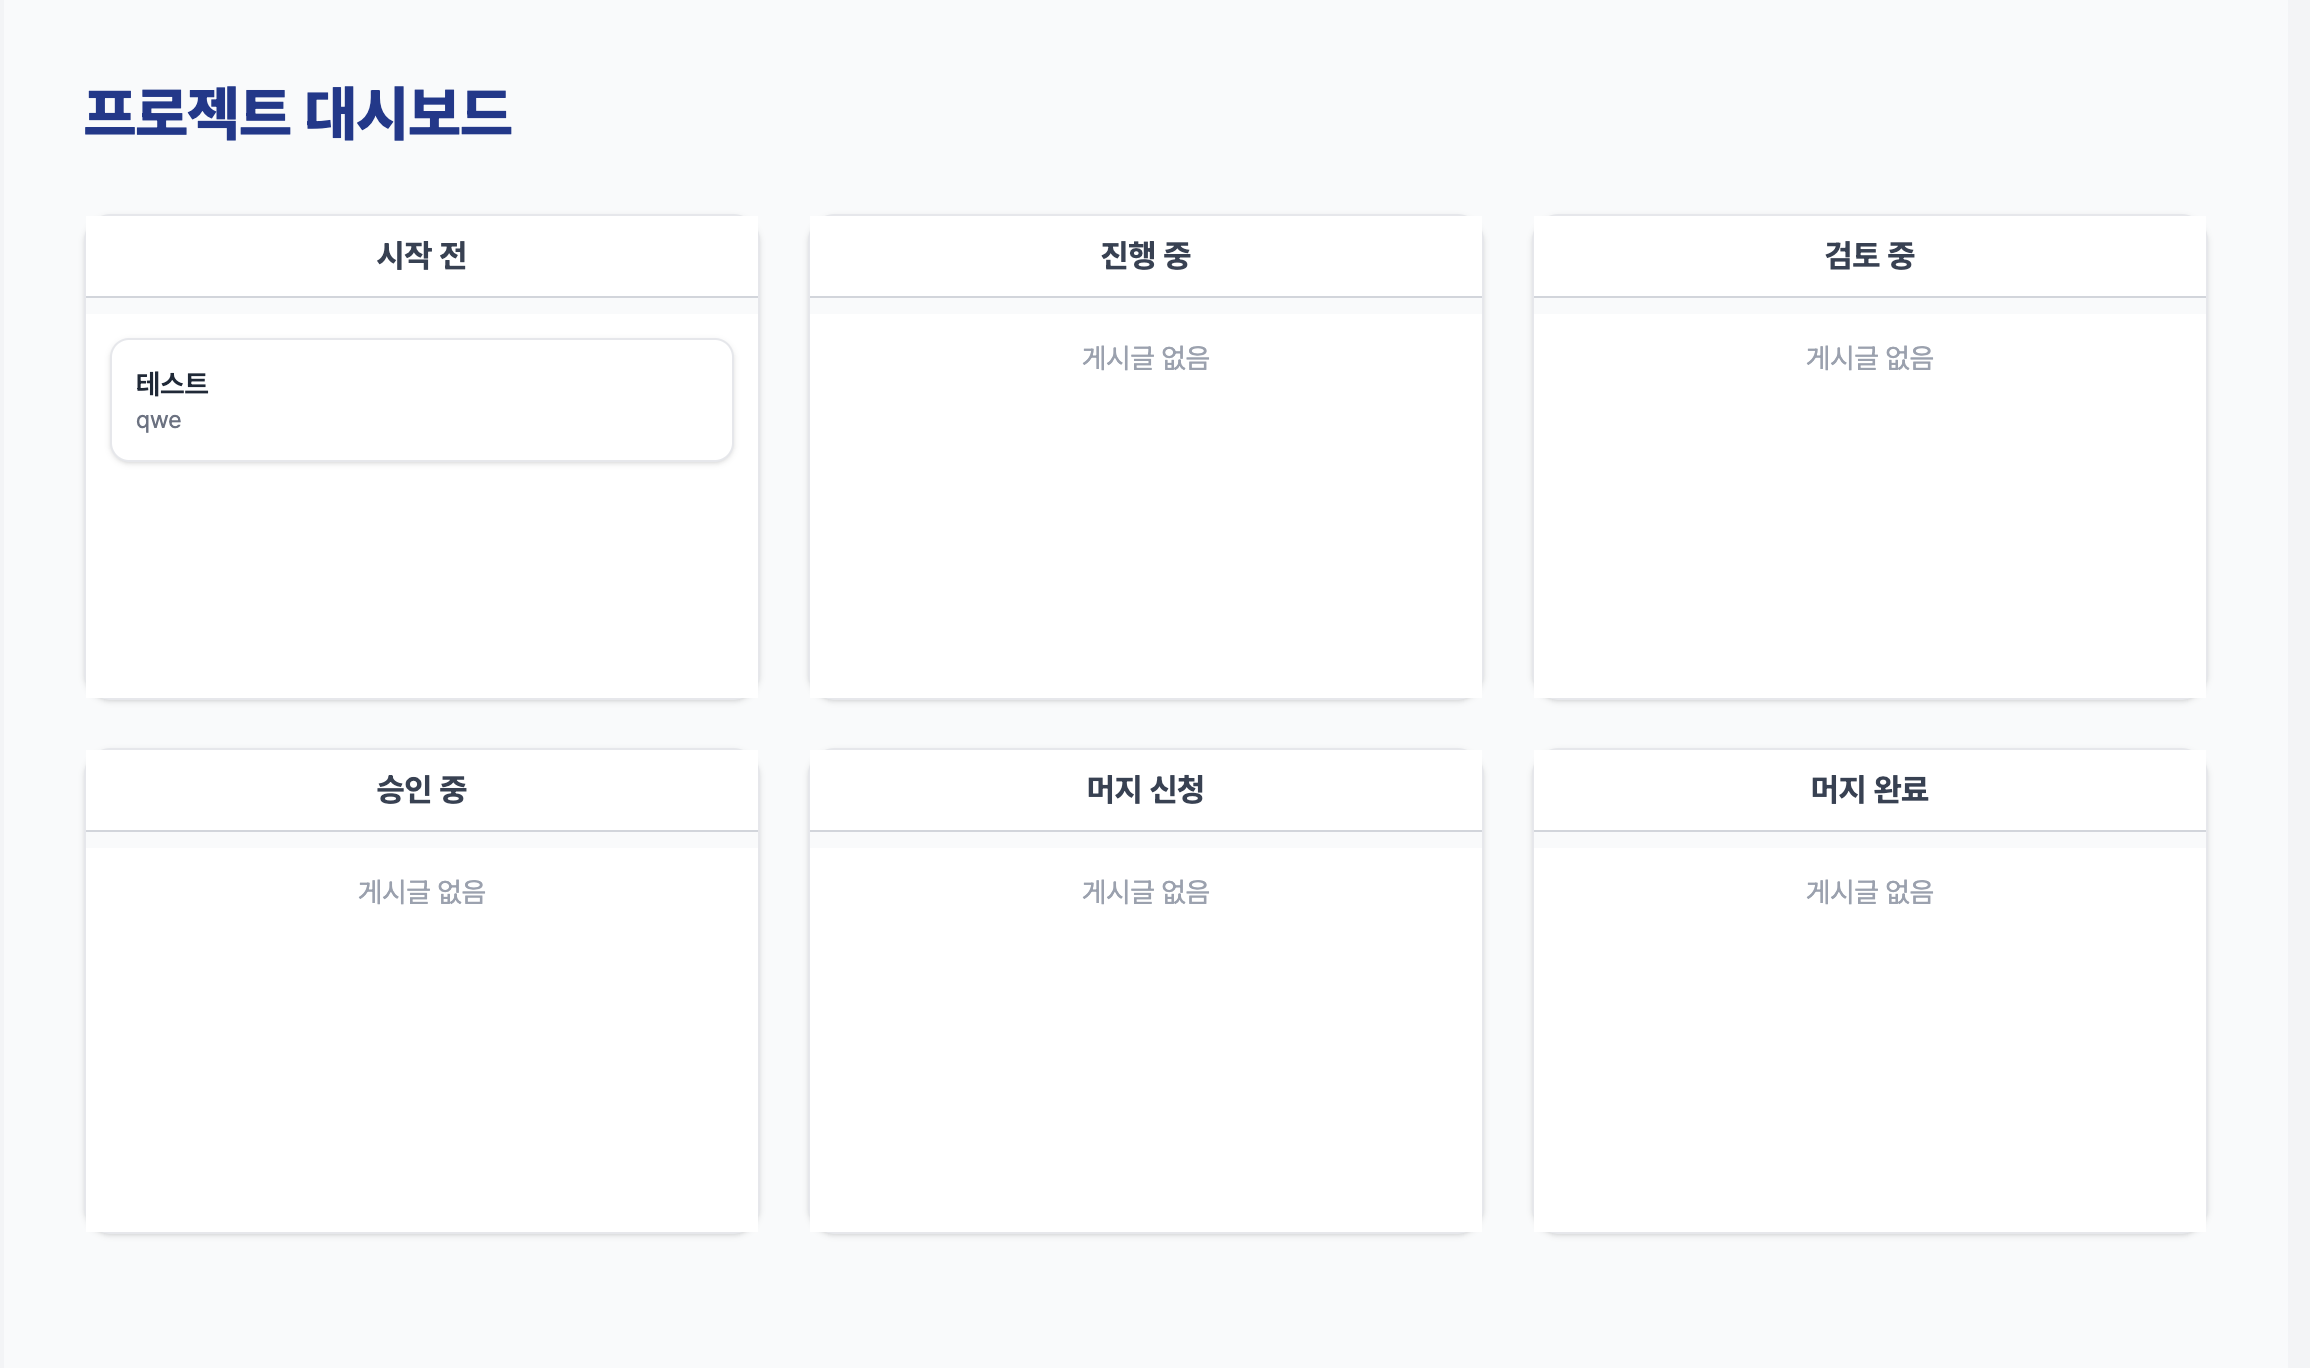 프로젝트 대시보드
시작 전
진행 중
검토 중
테스트
qwe
게시글 없음
게시글 없음
승인 중
머지 신청
머지 완료
게시글 없음
게시글 없음
게시글 없음